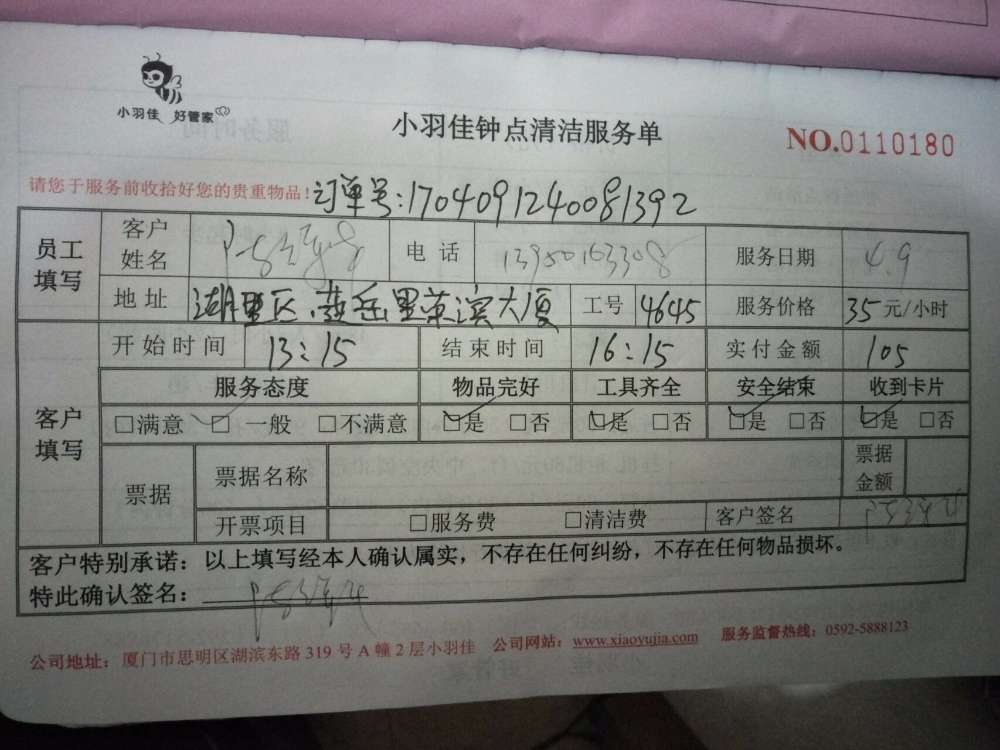 小羽佳 好管家
小羽佳钟点清洁服务单
NO.0110180
请您于服务前收拾好您的贵重物品!订单号:1704091240081392
员工填写 客户姓名 电话 13950163308 服务日期 4.9
地址 湖里区 里 大厦 工号 4645 服务价格 35元/小时
客户填写 开始时间 13:15 结束时间 16:15 实付金额 105
服务态度 物品完好 工具齐全 安全结束 收到卡片
□满意 □一般 □不满意 □是 □否 □是 □否 □是 □否 □是 □否
票据 票据名称 票据金额
开票项目 □服务费 □清洁费 客户签名
客户特别承诺:以上填写经本人确认属实,不存在任何纠纷,不存在任何物品损坏。
特此确认签名:
公司地址:厦门市思明区湖滨东路319号A幢2层小羽佳 公司网站:www.xiaoyujia.com 服务监督热线:0592-5888123